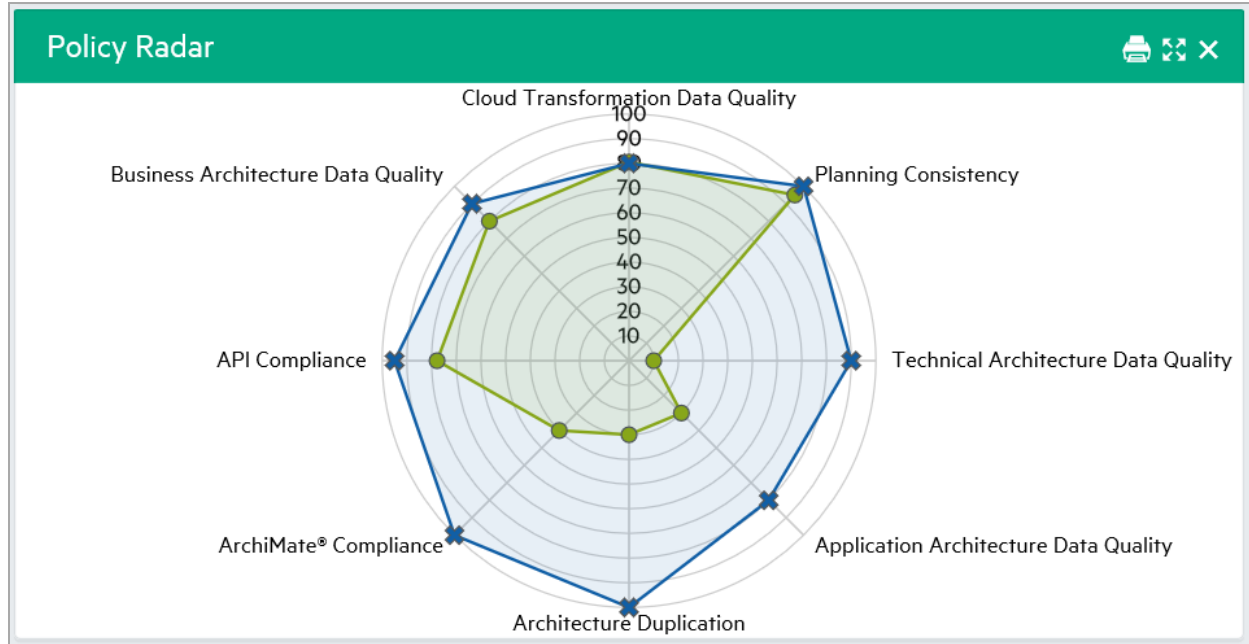 Policy Radar
Cloud Transformation Data Quality
100
90
Business Architecture Data Quality
Planning Consistency
70
60
50
40
30
20
10
API Compliance
Technical Architecture Data Quality
ArchiMate® Compliance
Application Architecture Data Quality
Architecture Duplication